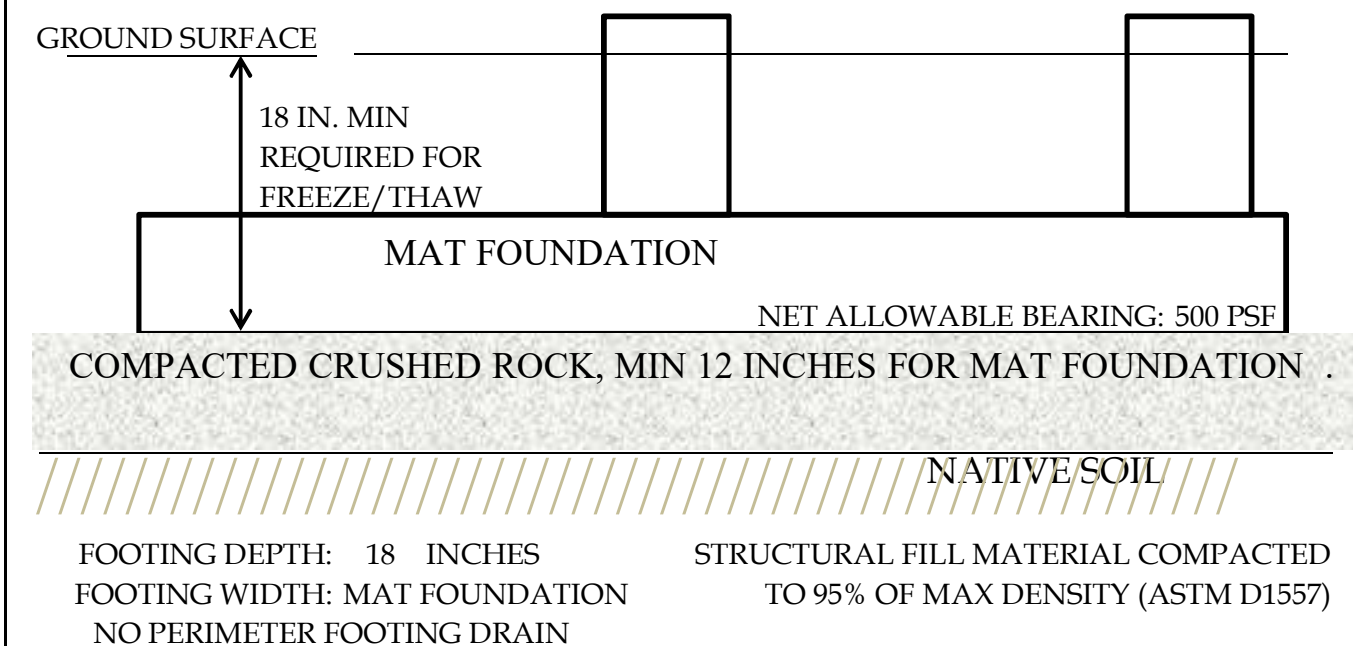 GROUND SURFACE
18 IN. MIN
REQUIRED FOR
FREEZE/THAW
MAT FOUNDATION
NET ALLOWABLE BEARING: 500 PSF
COMPACTED CRUSHED ROCK, MIN 12 INCHES FOR MAT FOUNDATION .
NATIVE SOIL
FOOTING DEPTH: 18 INCHES
FOOTING WIDTH: MAT FOUNDATION
NO PERIMETER FOOTING DRAIN
STRUCTURAL FILL MATERIAL COMPACTED
TO 95% OF MAX DENSITY (ASTM D1557)